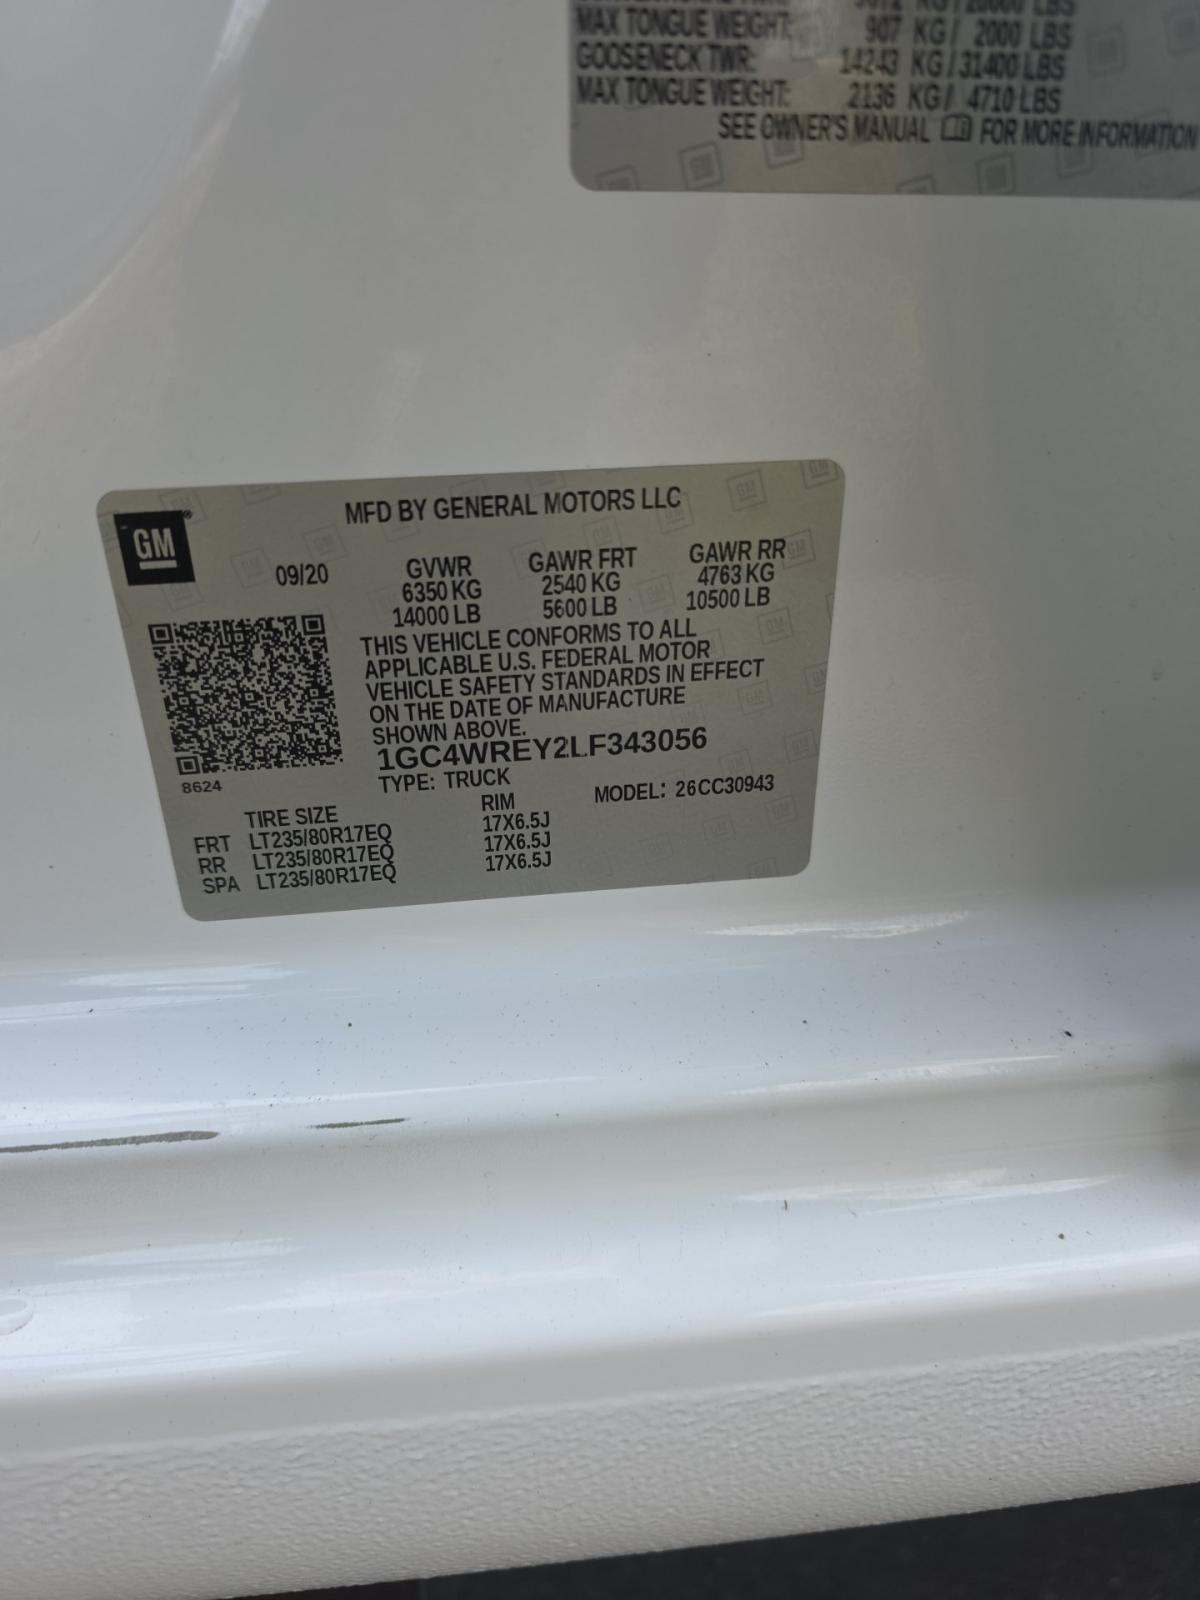 MAX TONGUE WEIGHT: 907 KG / 2000 LBS
GOOSENECK TWR: 14243 KG / 31400 LBS
MAX TONGUE WEIGHT: 2136 KG / 4710 LBS
SEE OWNER'S MANUAL FOR MORE INFORMATION
GM
MFD BY GENERAL MOTORS LLC
09/20 GVWR GAWR FRT GAWR RR
6350 KG 2540 KG 4763 KG
14000 LB 5600 LB 10500 LB
THIS VEHICLE CONFORMS TO ALL
APPLICABLE U.S. FEDERAL MOTOR
VEHICLE SAFETY STANDARDS IN EFFECT
ON THE DATE OF MANUFACTURE
SHOWN ABOVE.
1GC4WREY2LF343056
8624
TYPE: TRUCK MODEL: 26CC30943
TIRE SIZE RIM
FRT LT235/80R17EQ 17X6.5J
RR LT235/80R17EQ 17X6.5J
SPA LT235/80R17EQ 17X6.5J